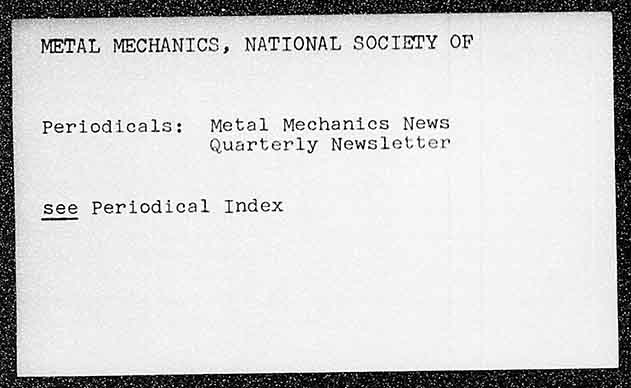 METAL MECHANICS, NATIONAL SOCIETY OF
Periodicals: Metal Mechanics News
Quarterly Newsletter
see Periodical Index